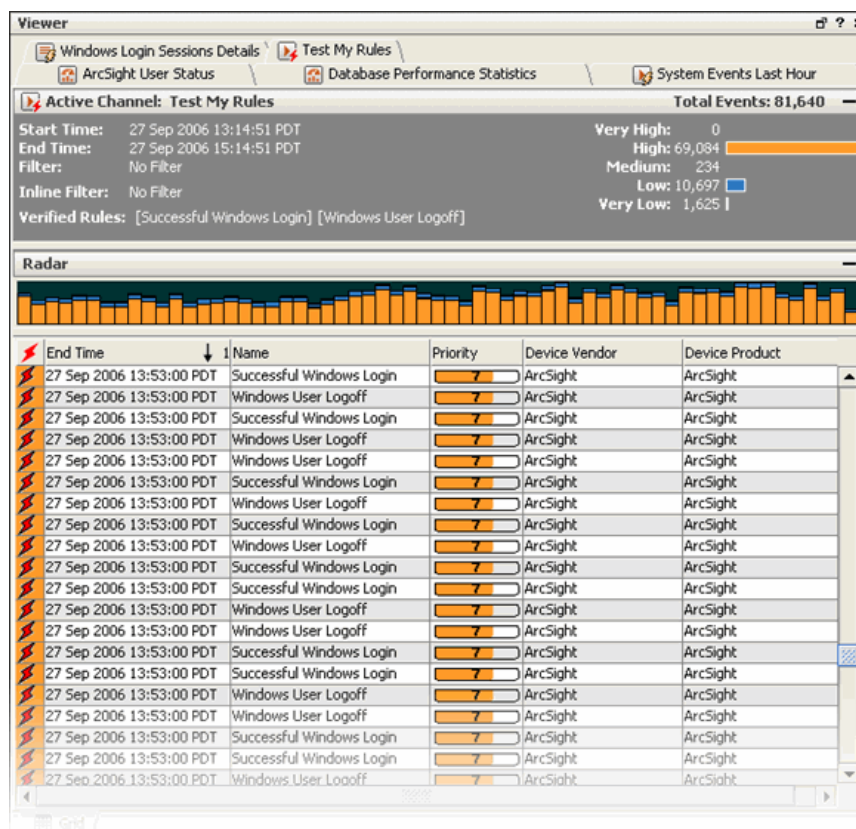 Viewer
Windows Login Sessions Details Test My Rules
ArcSight User Status Database Performance Statistics System Events Last Hour
Active Channel: Test My Rules Total Events: 81,640
Start Time: 27 Sep 2006 13:14:51 PDT Very High: 0
End Time: 27 Sep 2006 15:14:51 PDT High: 69,084
Filter: No Filter Medium: 234
Inline Filter: No Filter Low: 10,697
Verified Rules: [Successful Windows Login] [Windows User Logoff] Very Low: 1,625
Radar
End Time 1 Name Priority Device Vendor Device Product
27 Sep 2006 13:53:00 PDT Successful Windows Login 7 ArcSight ArcSight
27 Sep 2006 13:53:00 PDT Windows User Logoff 7 ArcSight ArcSight
27 Sep 2006 13:53:00 PDT Successful Windows Login 7 ArcSight ArcSight
27 Sep 2006 13:53:00 PDT Windows User Logoff 7 ArcSight ArcSight
27 Sep 2006 13:53:00 PDT Windows User Logoff 7 ArcSight ArcSight
27 Sep 2006 13:53:00 PDT Successful Windows Login 7 ArcSight ArcSight
27 Sep 2006 13:53:00 PDT Windows User Logoff 7 ArcSight ArcSight
27 Sep 2006 13:53:00 PDT Successful Windows Login 7 ArcSight ArcSight
27 Sep 2006 13:53:00 PDT Windows User Logoff 7 ArcSight ArcSight
27 Sep 2006 13:53:00 PDT Successful Windows Login 7 ArcSight ArcSight
27 Sep 2006 13:53:00 PDT Successful Windows Login 7 ArcSight ArcSight
27 Sep 2006 13:53:00 PDT Windows User Logoff 7 ArcSight ArcSight
27 Sep 2006 13:53:00 PDT Windows User Logoff 7 ArcSight ArcSight
27 Sep 2006 13:53:00 PDT Successful Windows Login 7 ArcSight ArcSight
27 Sep 2006 13:53:00 PDT Successful Windows Login 7 ArcSight ArcSight
27 Sep 2006 13:53:00 PDT Windows User Logoff 7 ArcSight ArcSight
27 Sep 2006 13:53:00 PDT Windows User Logoff 7 ArcSight ArcSight
27 Sep 2006 13:53:00 PDT Successful Windows Login 7 ArcSight ArcSight
27 Sep 2006 13:53:00 PDT Successful Windows Login 7 ArcSight ArcSight
27 Sep 2006 13:53:00 PDT Windows User Logoff 7 ArcSight ArcSight
Grid